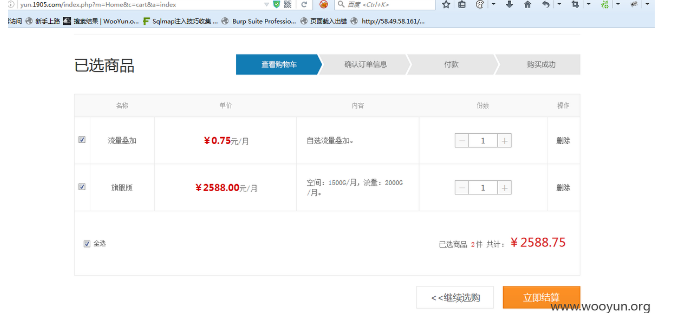 yun.1905.com/index.php?m=Home&c=cart&a=index
百度 <Ctrl+K>
新手上路 搜索结果 | WooYun.o... Sqlmap注入技巧收集 ... Burp Suite Professio... 页面载入出错 http://58.49.58.161/...
已选商品
查看购物车 确认订单信息 付款 购买成功
名称 单价 内容 份数 操作
流量叠加 ￥0.75元/月 自选流量叠加。 1 删除
旗舰版 ￥2588.00元/月 空间：1500G/月，流量：2000G
/月。 1 删除
全选 已选商品 2件 共计：￥2588.75
<<继续选购 立即结算
www.wooyun.org